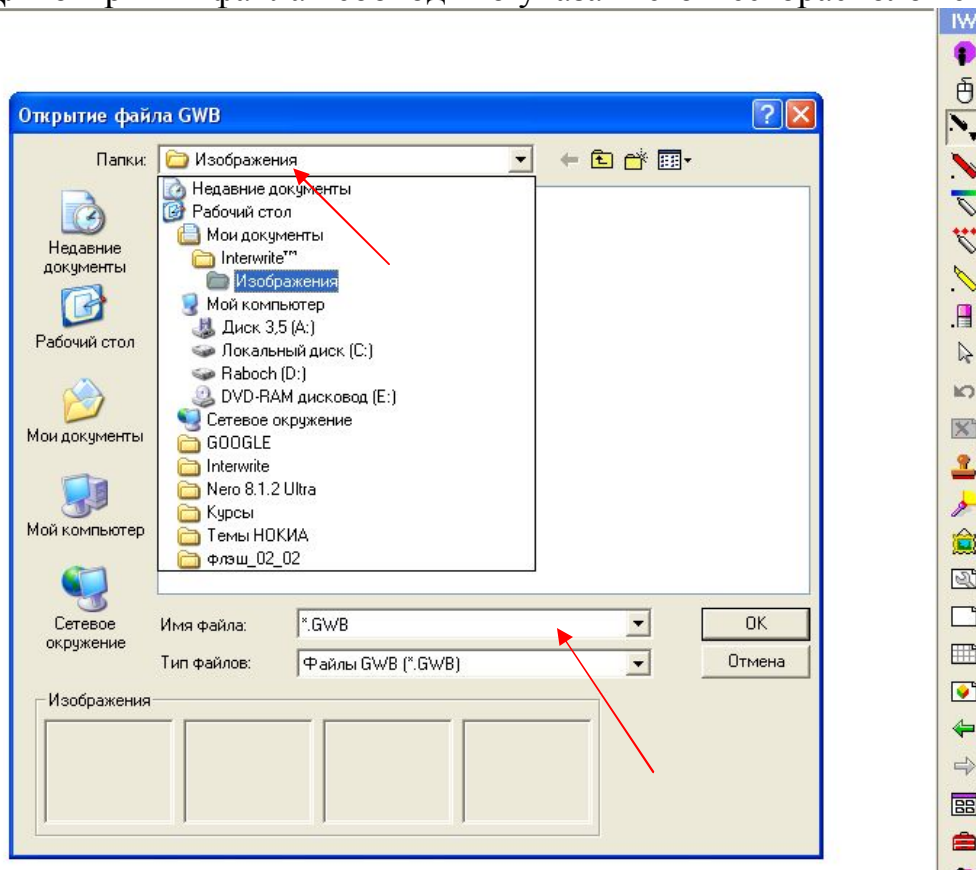 IW
Открытие файла GWB
Папки:
Изображения
Недавние документы
Рабочий стол
Мои документы
Interwrite™
Изображения
Мой компьютер
Диск 3,5 (A:)
Локальный диск (C:)
Raboch (D:)
DVD-RAM дисковод (E:)
Сетевое окружение
GOOGLE
Interwrite
Nero 8.1.2 Ultra
Курсы
Темы НОКИА
флэш_02_02
Недавние
документы
Рабочий стол
Мои документы
Мой компьютер
Сетевое
окружение
Имя файла:
*.GWB
OK
Тип файлов:
Файлы GWB (*.GWB)
Отмена
Изображения